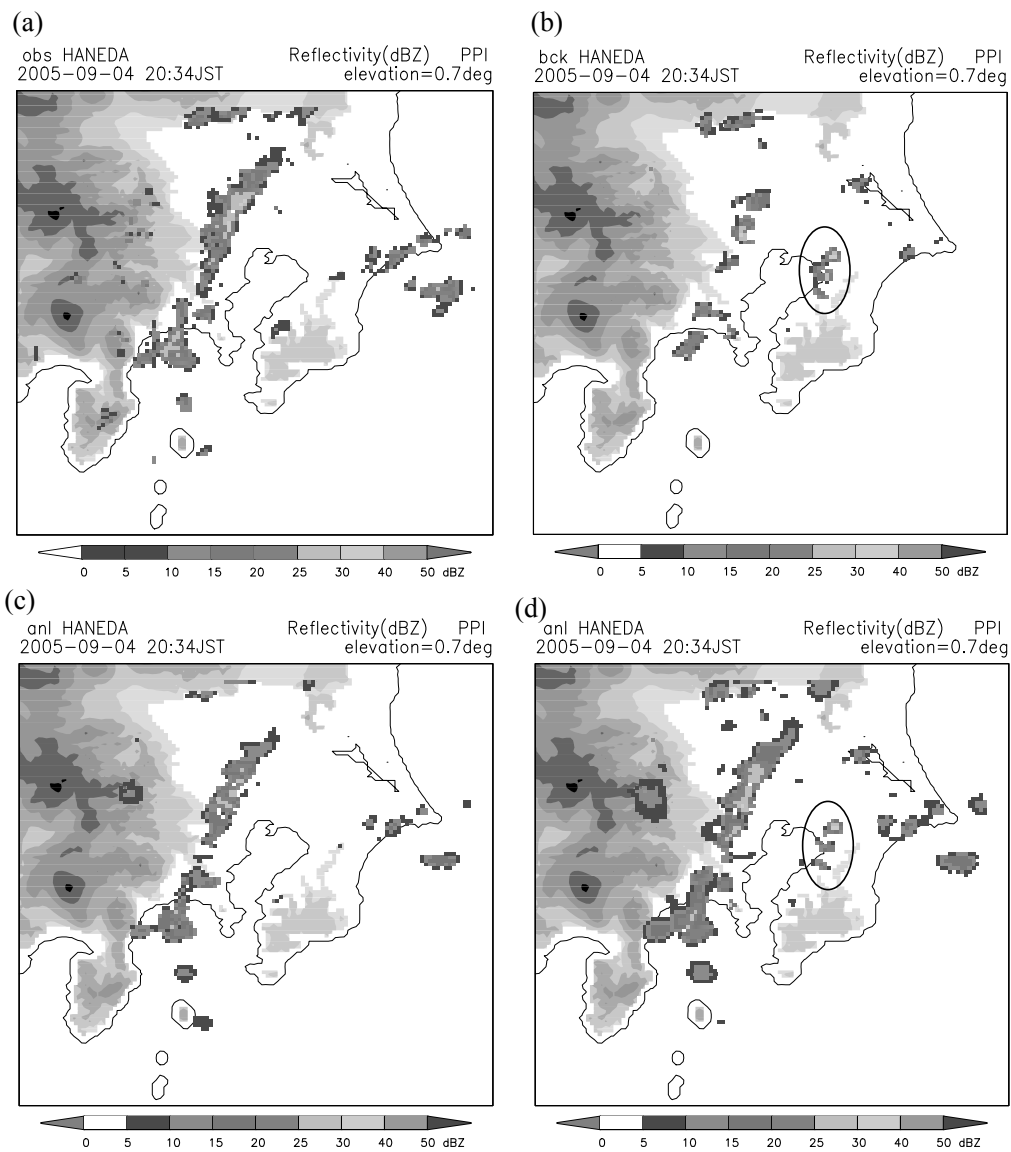 (a)
obs HANEDA Reflectivity(dBZ) PPI
2005-09-04 20:34JST elevation=0.7deg
0 5 10 15 20 25 30 40 50 dBZ
(b)
bck HANEDA Reflectivity(dBZ) PPI
2005-09-04 20:34JST elevation=0.7deg
0 5 10 15 20 25 30 40 50 dBZ
(c)
anl HANEDA Reflectivity(dBZ) PPI
2005-09-04 20:34JST elevation=0.7deg
0 5 10 15 20 25 30 40 50 dBZ
(d)
anl HANEDA Reflectivity(dBZ) PPI
2005-09-04 20:34JST elevation=0.7deg
0 5 10 15 20 25 30 40 50 dBZ